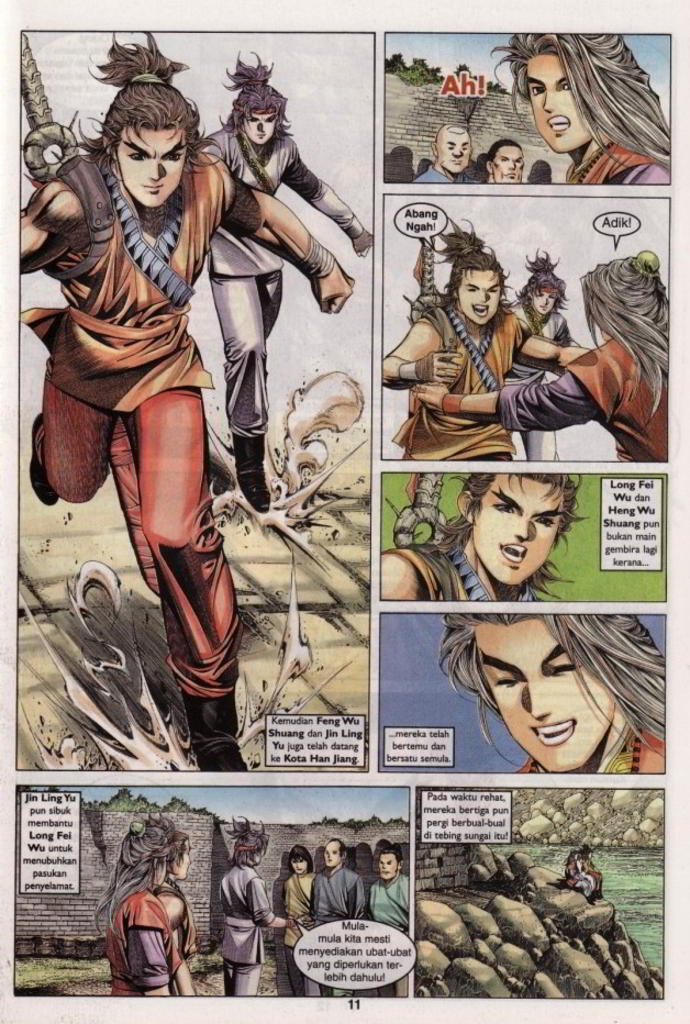 Kemudian Feng Wu
Shuang dan Jin Ling
Yu juga telah datang
ke Kota Han Jiang.
Ah!
Abang
Ngah!
Adik!
Long Fei
Wu dan
Heng Wu
Shuang pun
bukan main
gembira lagi
kerana...
...mereka telah
bertemu dan
bersatu semula.
Jin Ling Yu
pun sibuk
membantu
Long Fei
Wu untuk
menubuhkan
pasukan
penyelamat.
Mula-
mula kita mesti
menyediakan ubat-ubat
yang diperlukan ter-
lebih dahulu!
Pada waktu rehat,
mereka bertiga pun
pergi berbual-bual
di tebing sungai itu!
11